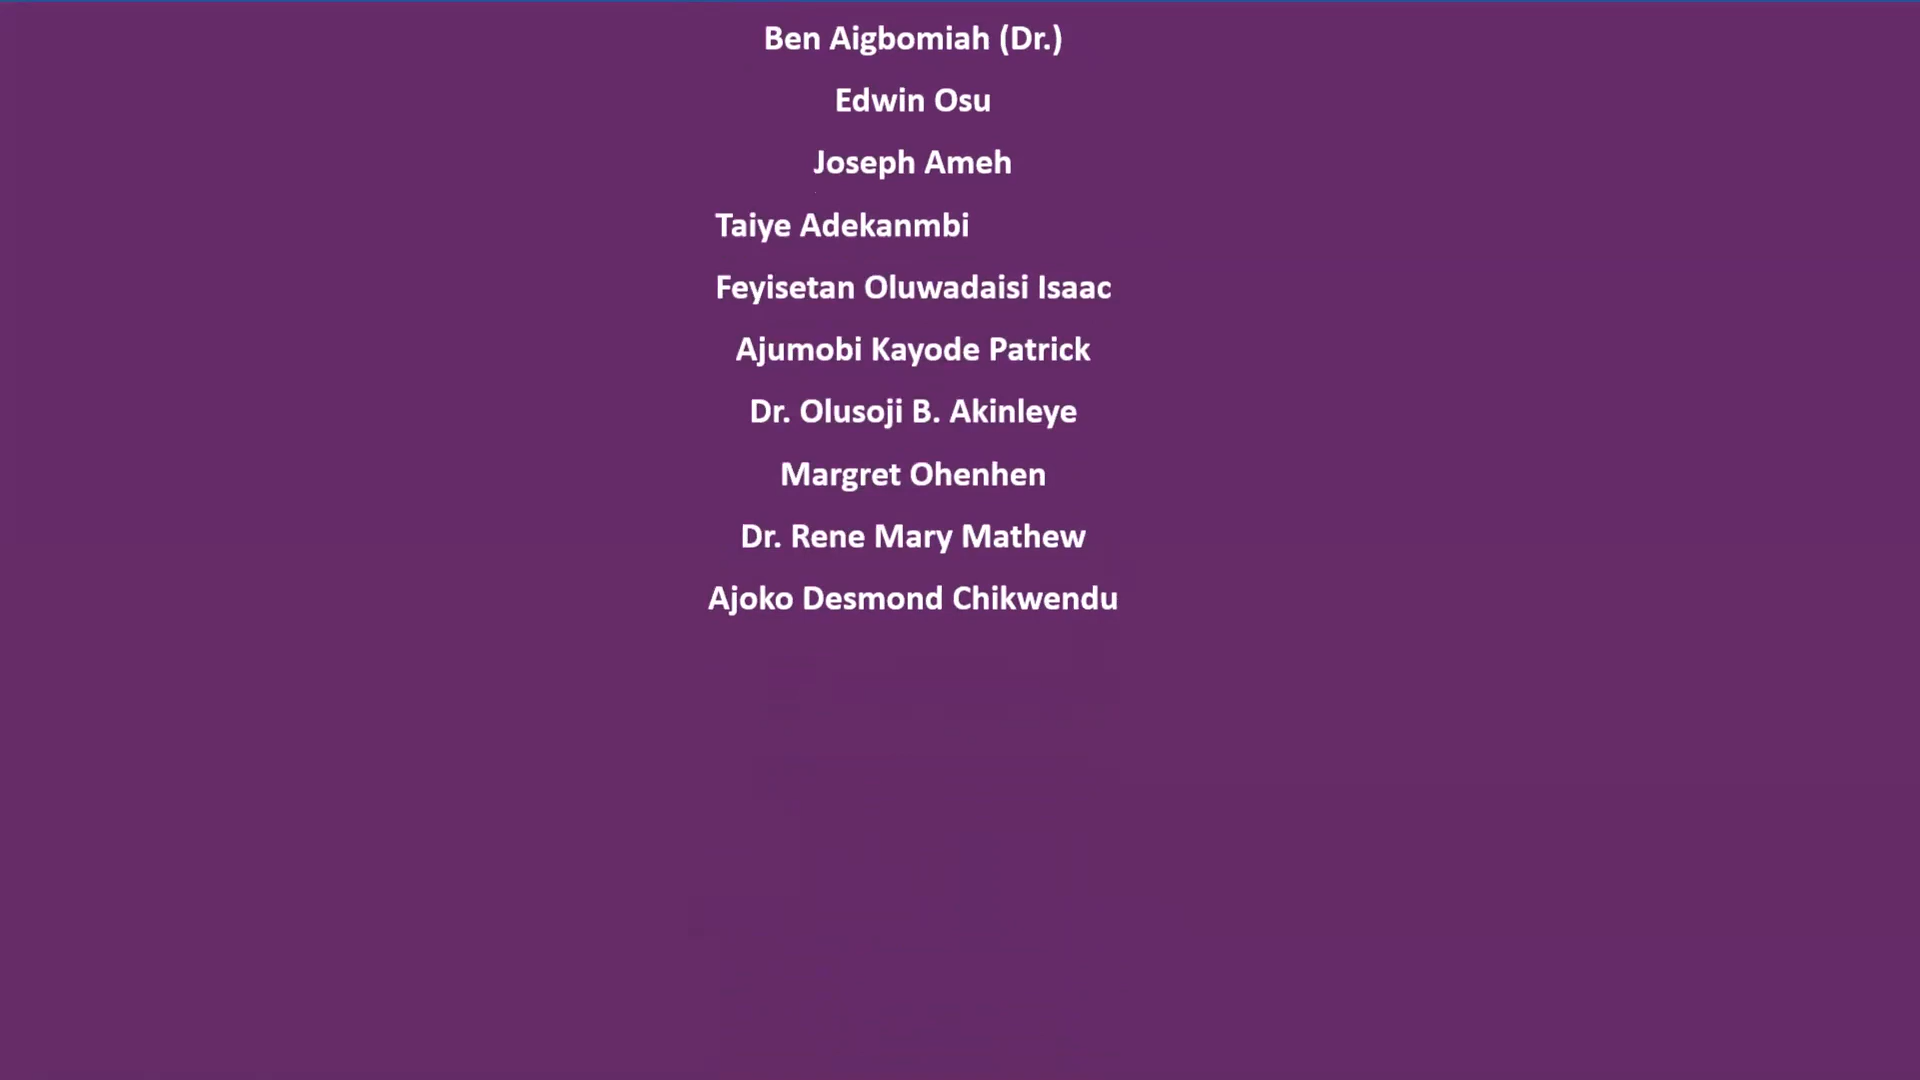 Ben Aigbomiah (Dr.)
Edwin Osu
Joseph Ameh
Taiye Adekanmbi
Feyisetan Oluwadaisi Isaac
Ajumobi Kayode Patrick
Dr. Olusoji B. Akinleye
Margret Ohenhen
Dr. Rene Mary Mathew
Ajoko Desmond Chikwendu